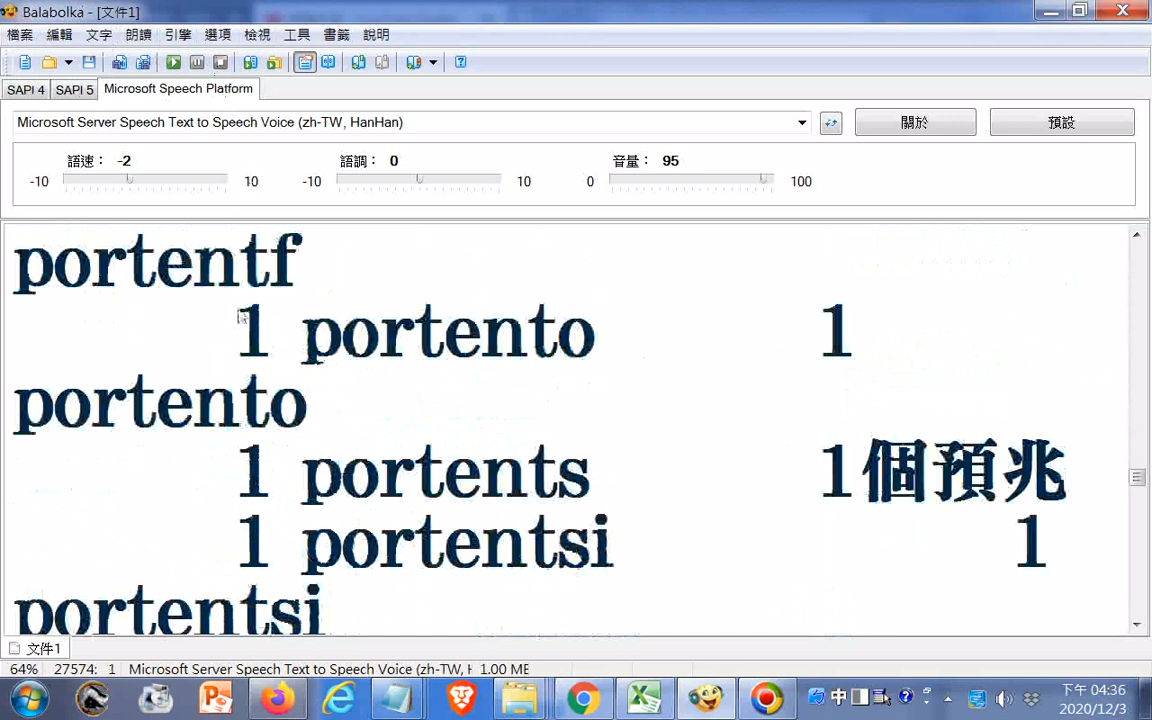 Balabolka - [文件1]
檔案 編輯 文字 朗讀 引擎 選項 檢視 工具 書籤 說明
SAPI 4 SAPI 5 Microsoft Speech Platform
Microsoft Server Speech Text to Speech Voice (zh-TW, HanHan) 關於 預設
語速： -2 語調： 0 音量： 95
-10 10 -10 10 0 100
portentf
1 portento 1
portento
1 portents 1個預兆
1 portentsi 1
portentsi
文件1
64% 27574: 1 Microsoft Server Speech Text to Speech Voice (zh-TW, H 1.00 ME
中 下午 04:36
2020/12/3